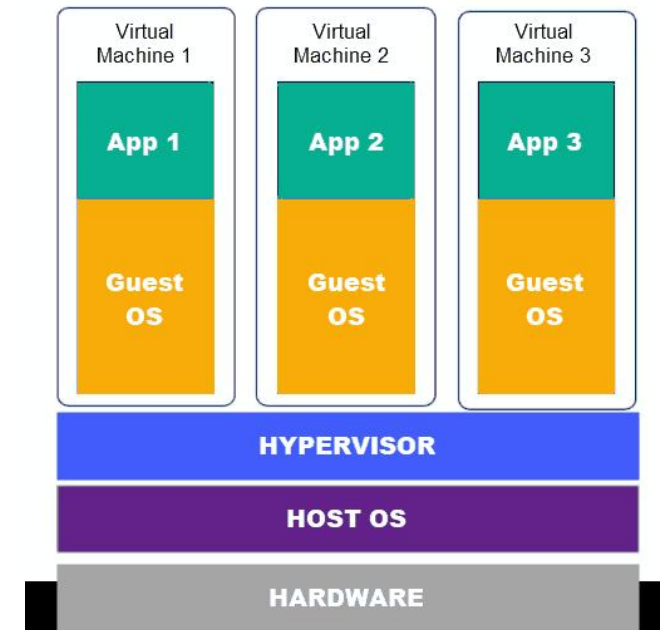 Virtual
Machine 1
Virtual
Machine 2
Virtual
Machine 3
App 1
App 2
App 3
Guest
OS
Guest
OS
Guest
OS
HYPERVISOR
HOST OS
HARDWARE